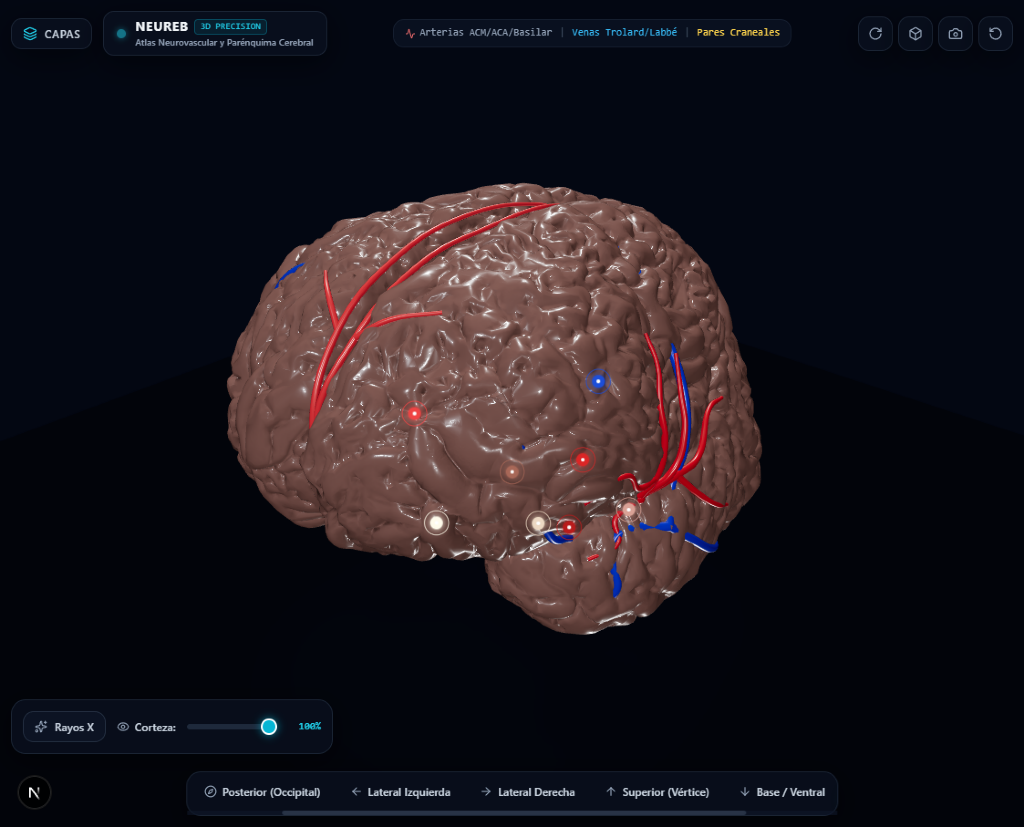 CAPAS
NEUREB 3D PRECISION
Atlas Neurovascular y Parénquima Cerebral
Arterias ACM/ACA/Basilar | Venas Trolard/Labbé | Pares Craneales
Rayos X
Corteza:
100%
N
Posterior (Occipital)
Lateral Izquierda
Lateral Derecha
Superior (Vértice)
Base / Ventral